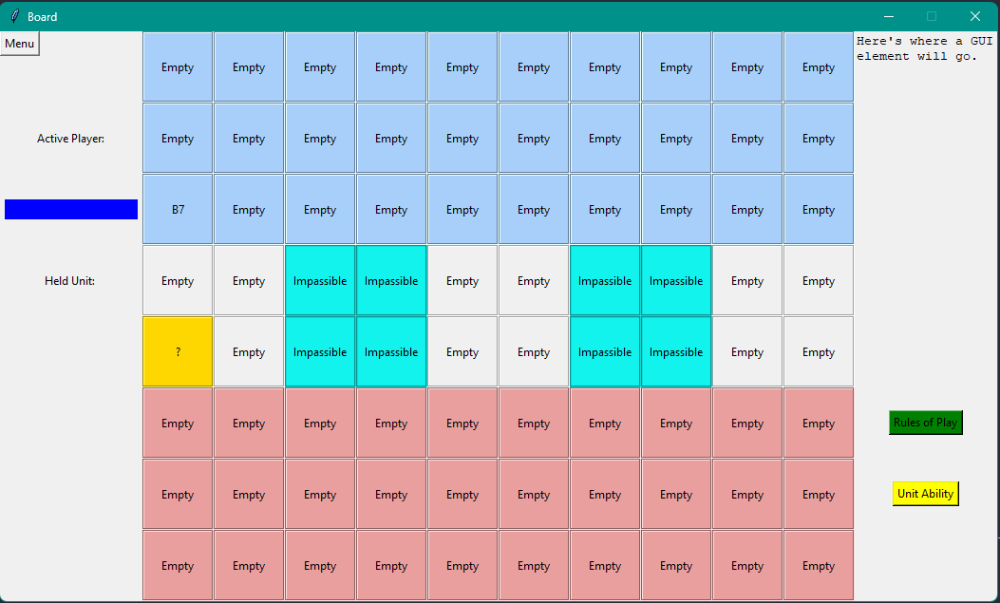 Board
Menu
Here's where a GUI
element will go.
Empty Empty Empty Empty Empty Empty Empty Empty Empty Empty
Active Player:
Empty Empty Empty Empty Empty Empty Empty Empty Empty Empty
B7 Empty Empty Empty Empty Empty Empty Empty Empty Empty
Held Unit:
Empty Empty Impassible Impassible Empty Empty Impassible Impassible Empty Empty
? Empty Impassible Impassible Empty Empty Impassible Impassible Empty Empty
Empty Empty Empty Empty Empty Empty Empty Empty Empty Empty
Rules of Play
Empty Empty Empty Empty Empty Empty Empty Empty Empty Empty
Unit Ability
Empty Empty Empty Empty Empty Empty Empty Empty Empty Empty